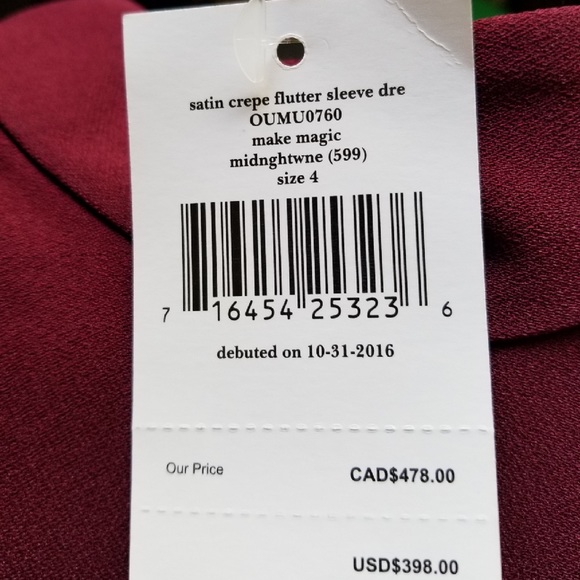 satin crepe flutter sleeve dre
OUMU0760
make magic
midnghtwne (599)
size 4
7 16454 25323 6
debuted on 10-31-2016
Our Price CAD$478.00
USD$398.00